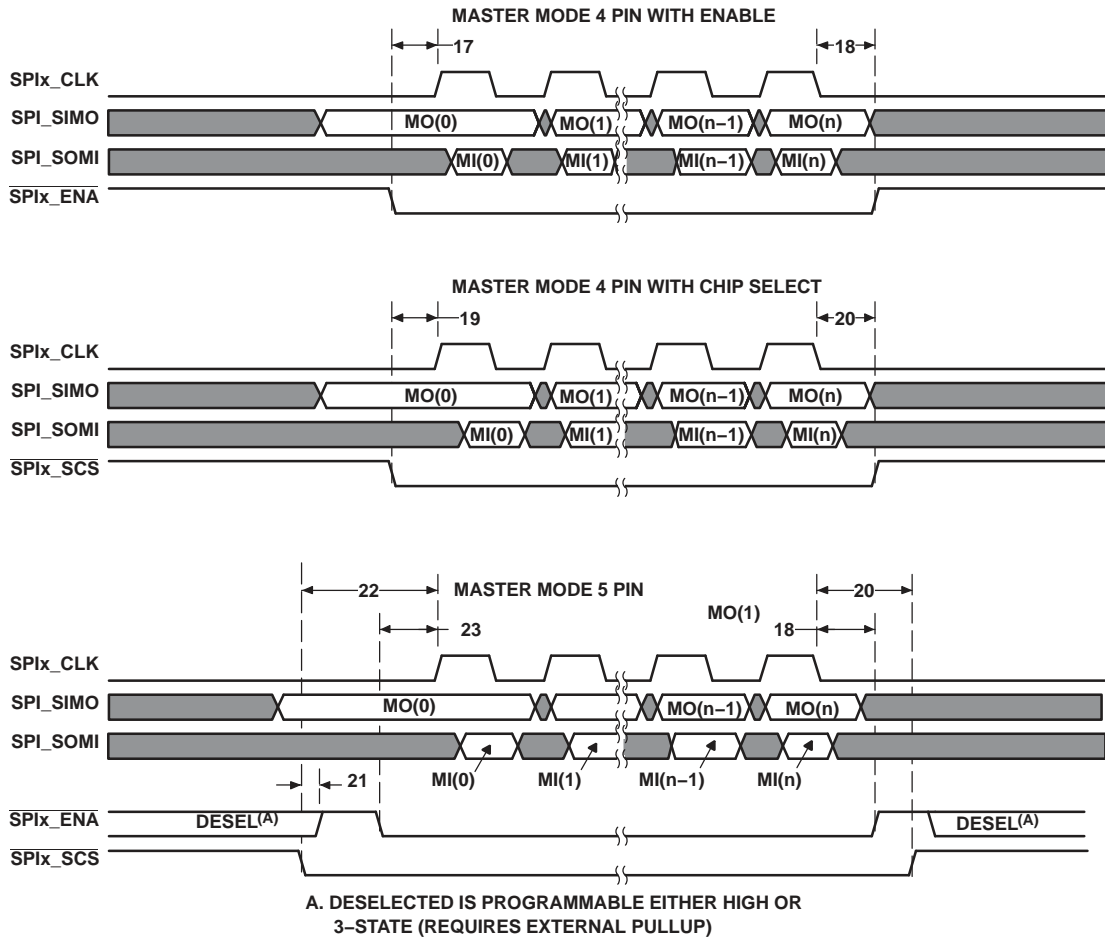 MASTER MODE 4 PIN WITH ENABLE
17
18
SPIx_CLK
SPI_SIMO
MO(0)
MO(1)
MO(n−1)
MO(n)
SPI_SOMI
MI(0)
MI(1)
MI(n−1)
MI(n)
SPIx_ENA
MASTER MODE 4 PIN WITH CHIP SELECT
19
20
SPIx_CLK
SPI_SIMO
MO(0)
MO(1)
MO(n−1)
MO(n)
SPI_SOMI
MI(0)
MI(1)
MI(n−1)
MI(n)
SPIx_SCS
22
MASTER MODE 5 PIN
20
MO(1)
23
18
SPIx_CLK
SPI_SIMO
MO(0)
MO(n−1)
MO(n)
SPI_SOMI
MI(0)
MI(1)
MI(n−1)
MI(n)
21
SPIx_ENA
DESEL(A)
DESEL(A)
SPIx_SCS
A. DESELECTED IS PROGRAMMABLE EITHER HIGH OR
3−STATE (REQUIRES EXTERNAL PULLUP)